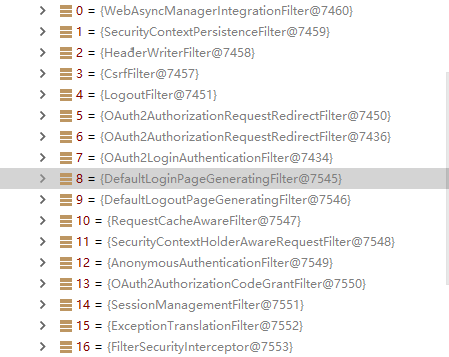 0 = {WebAsyncManagerIntegrationFilter@7460}
1 = {SecurityContextPersistenceFilter@7459}
2 = {HeaderWriterFilter@7458}
3 = {CsrfFilter@7457}
4 = {LogoutFilter@7451}
5 = {OAuth2AuthorizationRequestRedirectFilter@7450}
6 = {OAuth2AuthorizationRequestRedirectFilter@7436}
7 = {OAuth2LoginAuthenticationFilter@7434}
8 = {DefaultLoginPageGeneratingFilter@7545}
9 = {DefaultLogoutPageGeneratingFilter@7546}
10 = {RequestCacheAwareFilter@7547}
11 = {SecurityContextHolderAwareRequestFilter@7548}
12 = {AnonymousAuthenticationFilter@7549}
13 = {OAuth2AuthorizationCodeGrantFilter@7550}
14 = {SessionManagementFilter@7551}
15 = {ExceptionTranslationFilter@7552}
16 = {FilterSecurityInterceptor@7553}